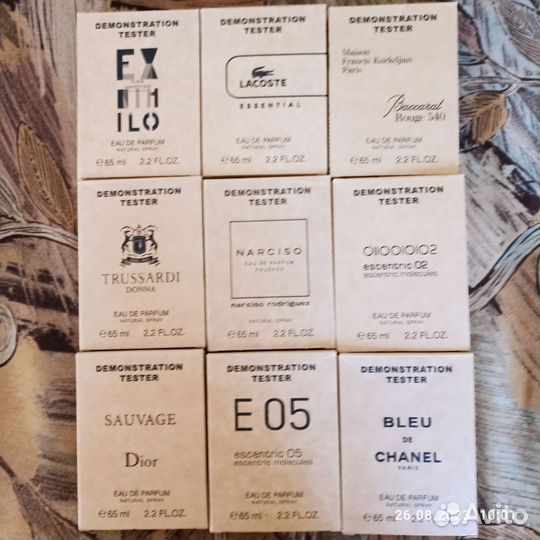 DEMONSTRATION
TESTER
EX
NTH
ILO
EAU DE PARFUM
NATURAL SPRAY
℮65 ml 2.2 FL.OZ.
DEMONSTRATION
TESTER
LACOSTE
ESSENTIAL
EAU DE PARFUM
NATURAL SPRAY
℮65 ml 2.2 FL.OZ.
DEMONSTRATION
TESTER
Maison
Francis Kurkdjian
Paris
Baccarat
Rouge 540
EAU DE PARFUM
NATURAL SPRAY
℮65 ml 2.2 FL.OZ.
DEMONSTRATION
TESTER
TRUSSARDI
DONNA
EAU DE PARFUM
NATURAL SPRAY
℮65 ml 2.2 FL.OZ.
DEMONSTRATION
TESTER
NARCISO
EAU DE PARFUM
POUDRÉE
narciso rodriguez
℮65 ml 2.2 FL.OZ.
DEMONSTRATION
TESTER
0110010102
escentric 02
escentric molecules
EAU DE PARFUM
NATURAL SPRAY
℮65 ml 2.2 FL.OZ.
DEMONSTRATION
TESTER
SAUVAGE
Dior
EAU DE PARFUM
NATURAL SPRAY
℮65 ml 2.2 FL.OZ.
DEMONSTRATION
TESTER
E 05
escentric 05
escentric molecules
EAU DE PARFUM
NATURAL SPRAY
℮65 ml 2.2 FL.OZ.
DEMONSTRATION
TESTER
BLEU
DE
CHANEL
PARIS
EAU DE PARFUM
NATURAL SPRAY
℮65 ml
Avito